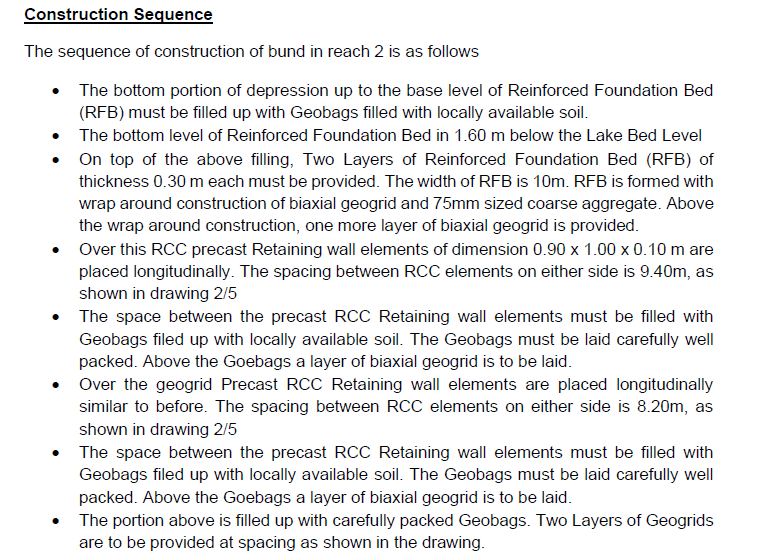 Construction Sequence
The sequence of construction of bund in reach 2 is as follows
• The bottom portion of depression up to the base level of Reinforced Foundation Bed
(RFB) must be filled up with Geobags filled with locally available soil.
• The bottom level of Reinforced Foundation Bed in 1.60 m below the Lake Bed Level
• On top of the above filling, Two Layers of Reinforced Foundation Bed (RFB) of
thickness 0.30 m each must be provided. The width of RFB is 10m. RFB is formed with
wrap around construction of biaxial geogrid and 75mm sized coarse aggregate. Above
the wrap around construction, one more layer of biaxial geogrid is provided.
• Over this RCC precast Retaining wall elements of dimension 0.90 x 1.00 x 0.10 m are
placed longitudinally. The spacing between RCC elements on either side is 9.40m, as
shown in drawing 2/5
• The space between the precast RCC Retaining wall elements must be filled with
Geobags filed up with locally available soil. The Geobags must be laid carefully well
packed. Above the Goebags a layer of biaxial geogrid is to be laid.
• Over the geogrid Precast RCC Retaining wall elements are placed longitudinally
similar to before. The spacing between RCC elements on either side is 8.20m, as
shown in drawing 2/5
• The space between the precast RCC Retaining wall elements must be filled with
Geobags filed up with locally available soil. The Geobags must be laid carefully well
packed. Above the Goebags a layer of biaxial geogrid is to be laid.
• The portion above is filled up with carefully packed Geobags. Two Layers of Geogrids
are to be provided at spacing as shown in the drawing.